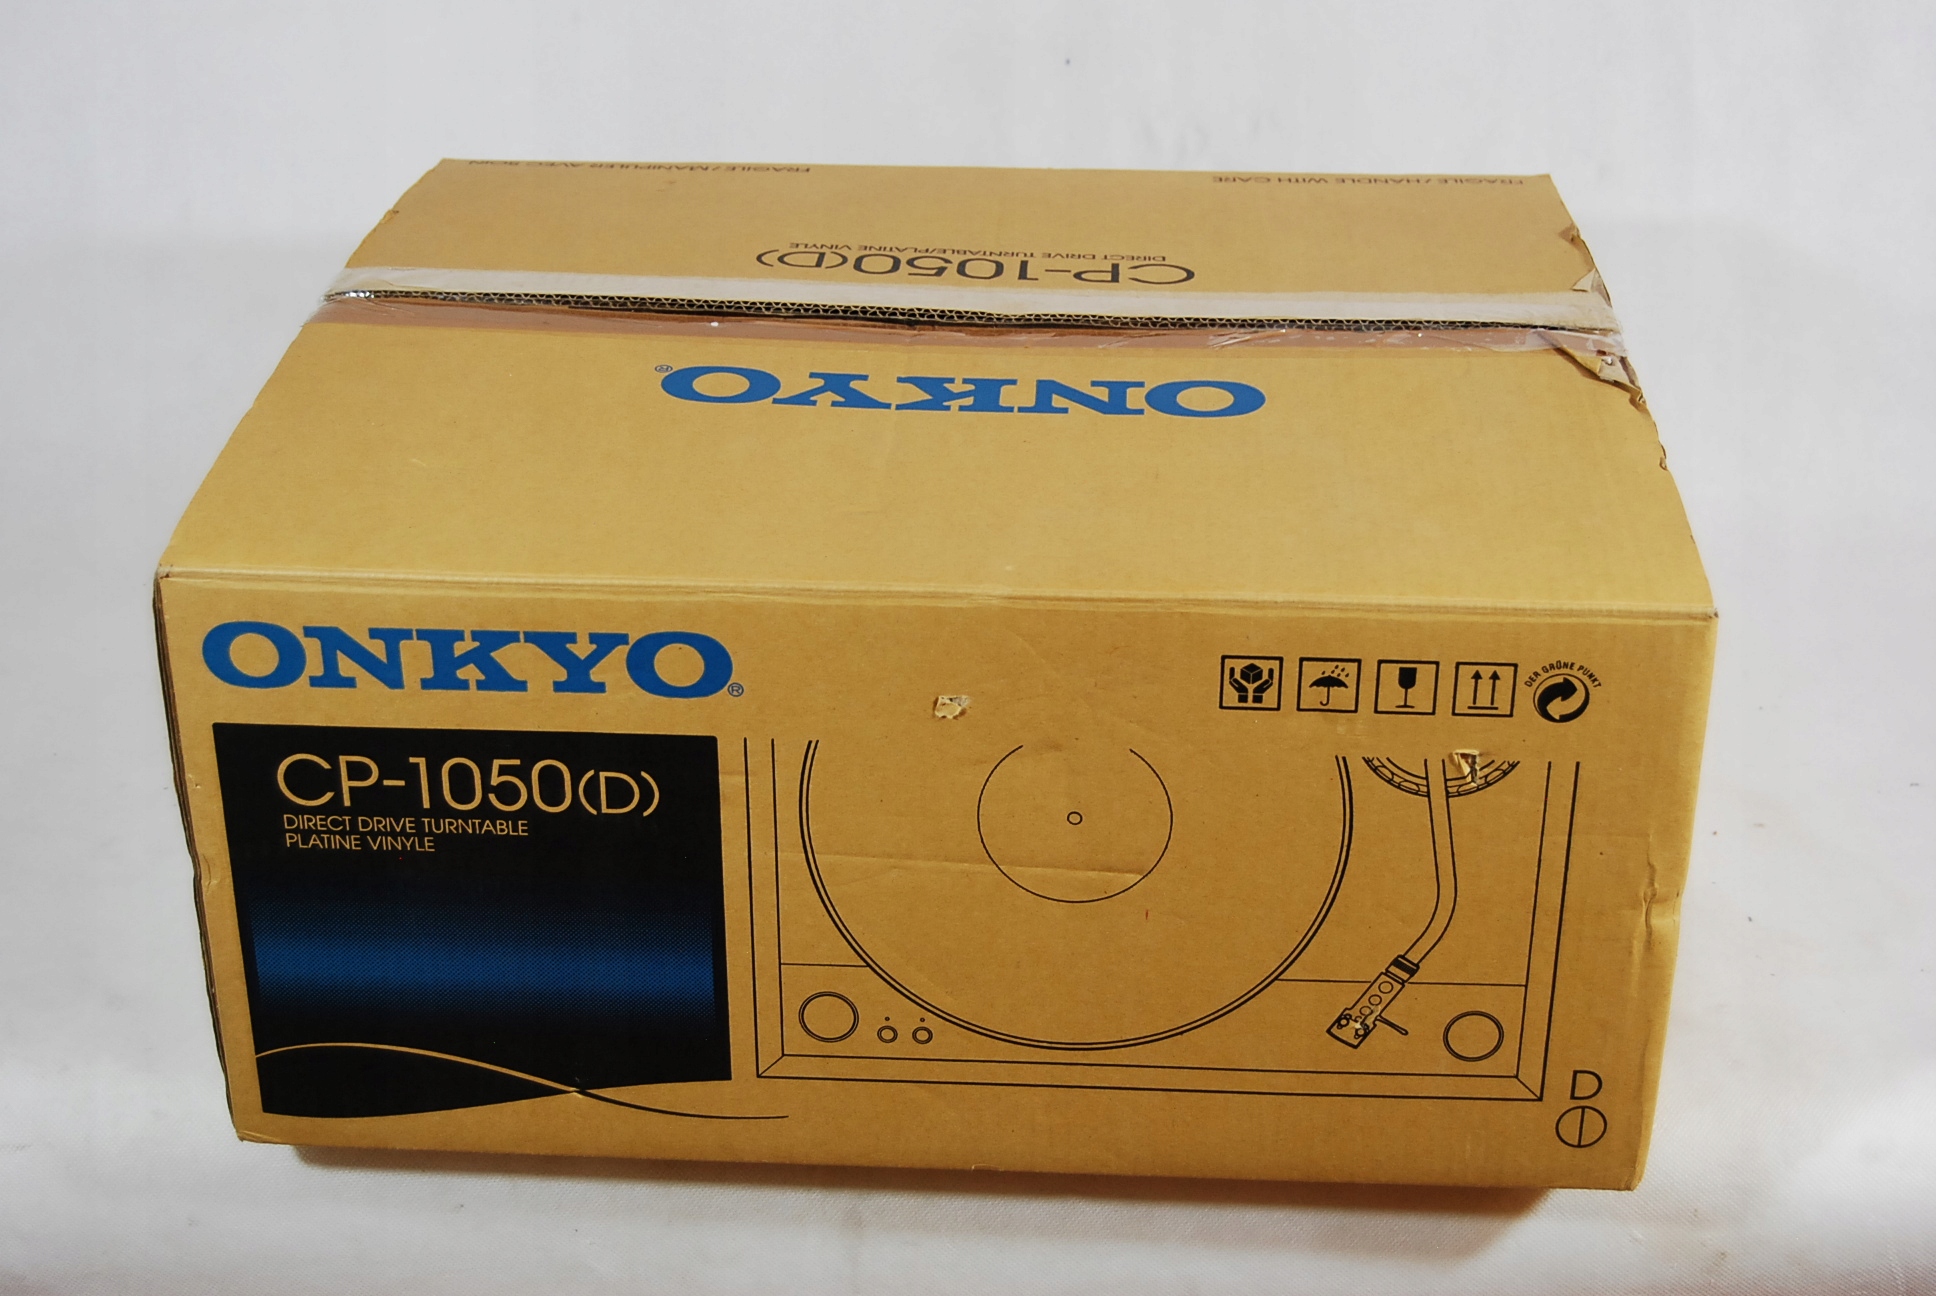 FRAGILE / MANIPULER AVEC SOIN
FRAGILE / HANDLE WITH CARE
DIRECT DRIVE TURNTABLE/PLATINE VINYLE
CP-1050(D)
ONKYO®
ONKYO®
DER GRÜNE PUNKT
CP-1050(D)
DIRECT DRIVE TURNTABLE
PLATINE VINYLE
D